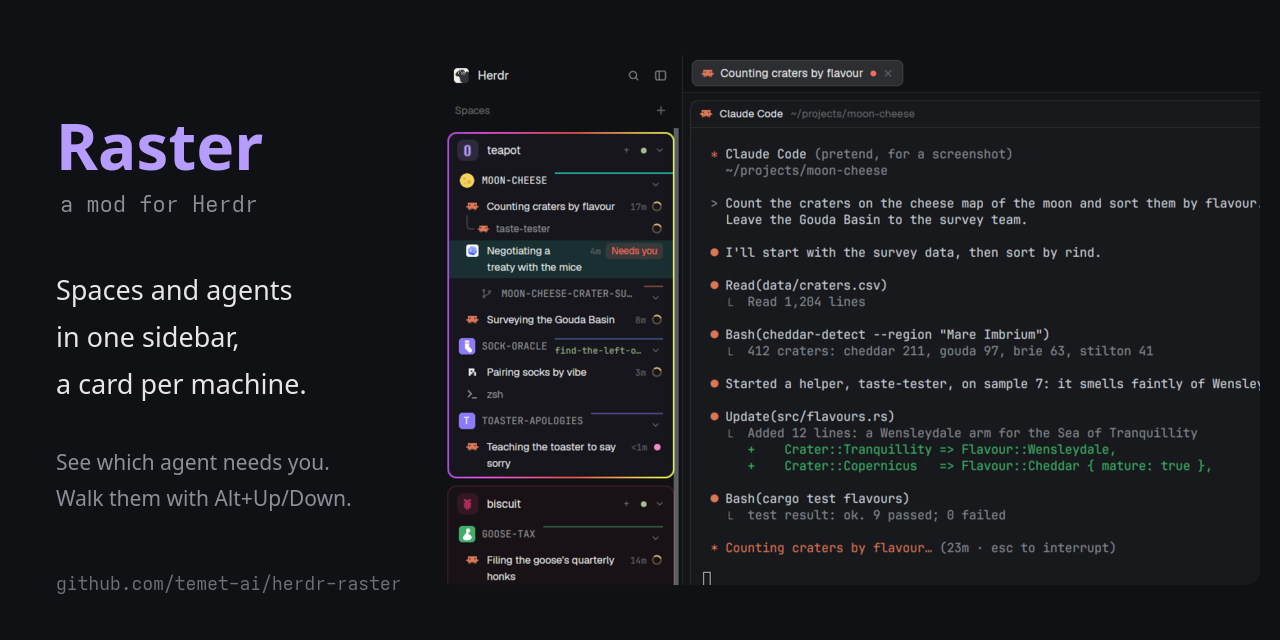 Raster
a mod for Herdr
Spaces and agents
in one sidebar,
a card per machine.
See which agent needs you.
Walk them with Alt+Up/Down.
github.com/temet-ai/herdr-raster
Herdr
Spaces
teapot
MOON-CHEESE
Counting craters by flavour 17m
taste-tester
Negotiating a 4m Needs you
treaty with the mice
MOON-CHEESE-CRATER-SU…
Surveying the Gouda Basin 8m
SOCK-ORACLE find-the-left-o…
Pairing socks by vibe 3m
zsh
T TOASTER-APOLOGIES
Teaching the toaster to say <1m
sorry
biscuit
GOOSE-TAX
Filing the goose's quarterly 14m
honks
Counting craters by flavour
Claude Code ~/projects/moon-cheese
* Claude Code (pretend, for a screenshot)
~/projects/moon-cheese
> Count the craters on the cheese map of the moon and sort them by flavour.
Leave the Gouda Basin to the survey team.
● I'll start with the survey data, then sort by rind.
● Read(data/craters.csv)
└ Read 1,204 lines
● Bash(cheddar-detect --region "Mare Imbrium")
└ 412 craters: cheddar 211, gouda 97, brie 63, stilton 41
● Started a helper, taste-tester, on sample 7: it smells faintly of Wensley
● Update(src/flavours.rs)
└ Added 12 lines: a Wensleydale arm for the Sea of Tranquillity
+ Crater::Tranquillity => Flavour::Wensleydale,
+ Crater::Copernicus => Flavour::Cheddar { mature: true },
● Bash(cargo test flavours)
└ test result: ok. 9 passed; 0 failed
* Counting craters by flavour… (23m · esc to interrupt)